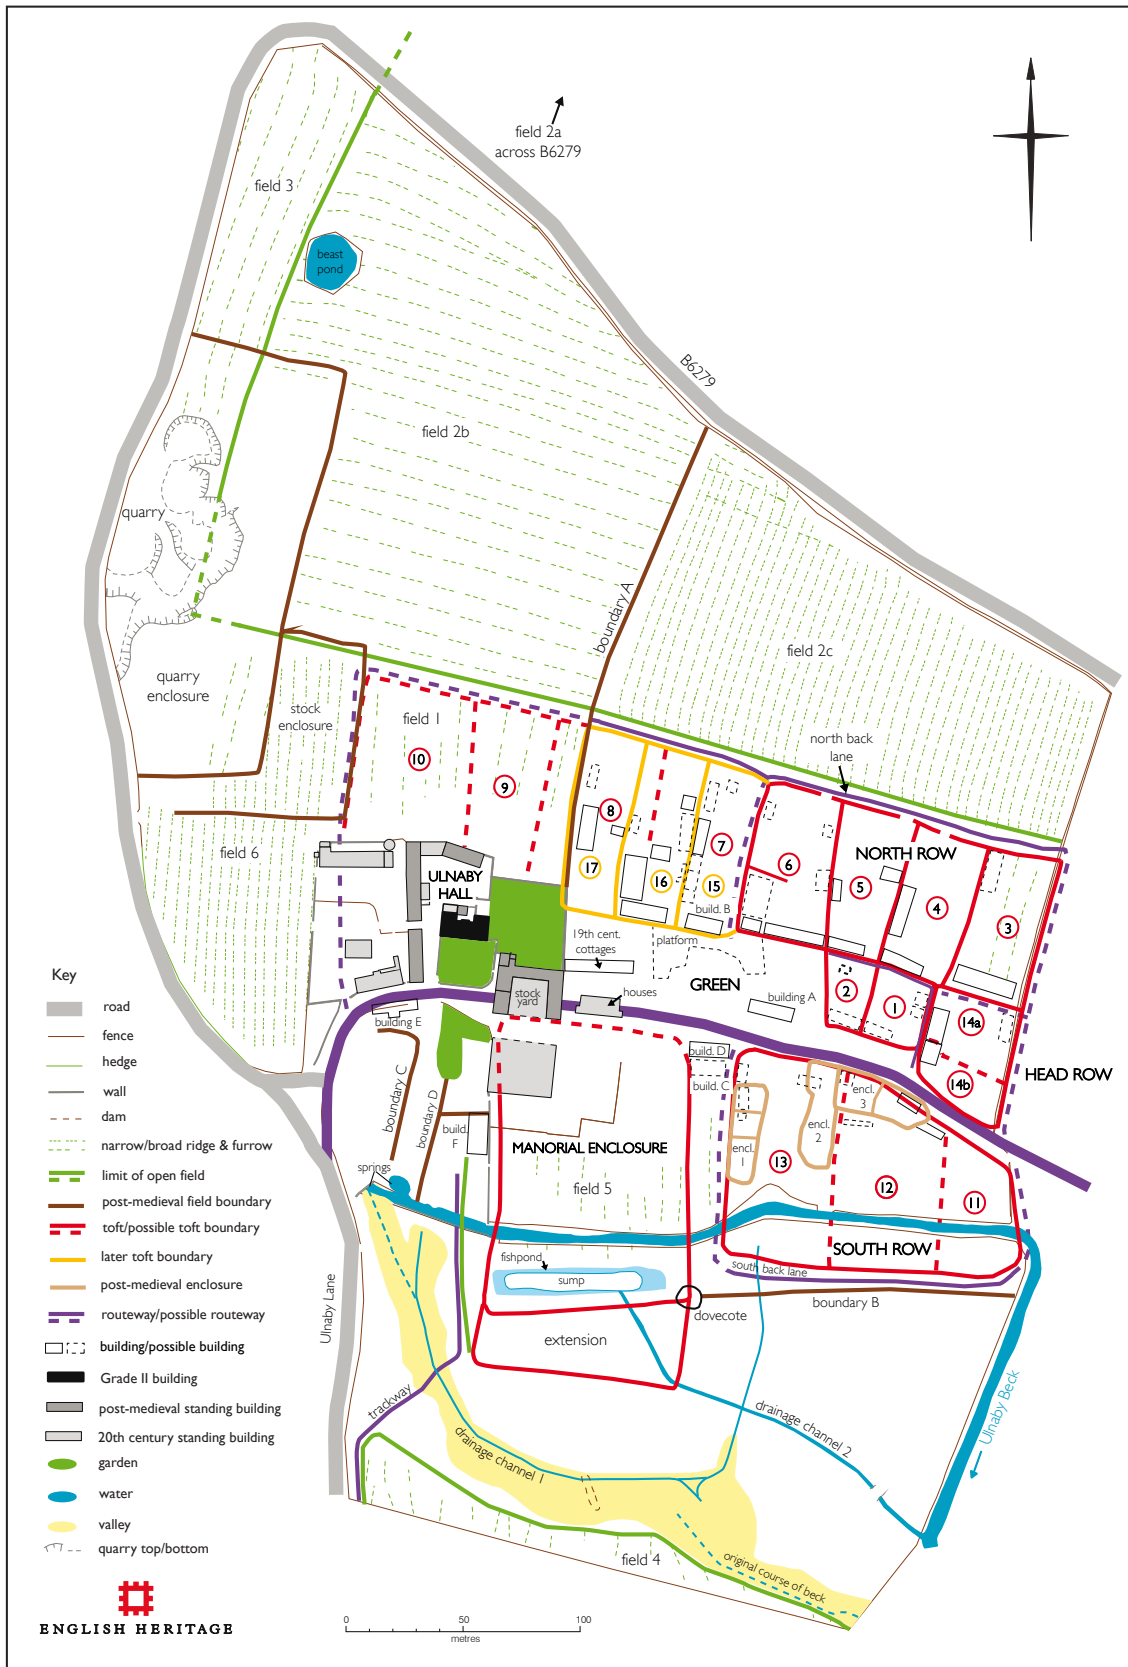 field 2a
across B6279
field 3
beast
pond
B6279
field 2b
quarry
boundary A
field 2c
quarry
enclosure
stock
enclosure
field 1
north back
lane
10
9
8
7
6
NORTH ROW
5
4
3
field 6
ULNABY
HALL
17
16
15
build. B
platform
19th cent.
cottages
GREEN
houses
stock
yard
building A
2
1
14a
14b
HEAD ROW
building E
build. D
build. C
boundary C
boundary D
build.
F
MANORIAL ENCLOSURE
encl.
1
encl.
2
encl.
3
13
12
11
springs
field 5
SOUTH ROW
fishpond
sump
south back lane
boundary B
dovecote
extension
Ulnaby Lane
trackway
drainage channel 1
drainage channel 2
Ulnaby Beck
original course of beck
field 4
Key
road
fence
hedge
wall
dam
narrow/broad ridge & furrow
limit of open field
post-medieval field boundary
toft/possible toft boundary
later toft boundary
post-medieval enclosure
routeway/possible routeway
building/possible building
Grade II building
post-medieval standing building
20th century standing building
garden
water
valley
quarry top/bottom
ENGLISH HERITAGE
0 50 100
metres